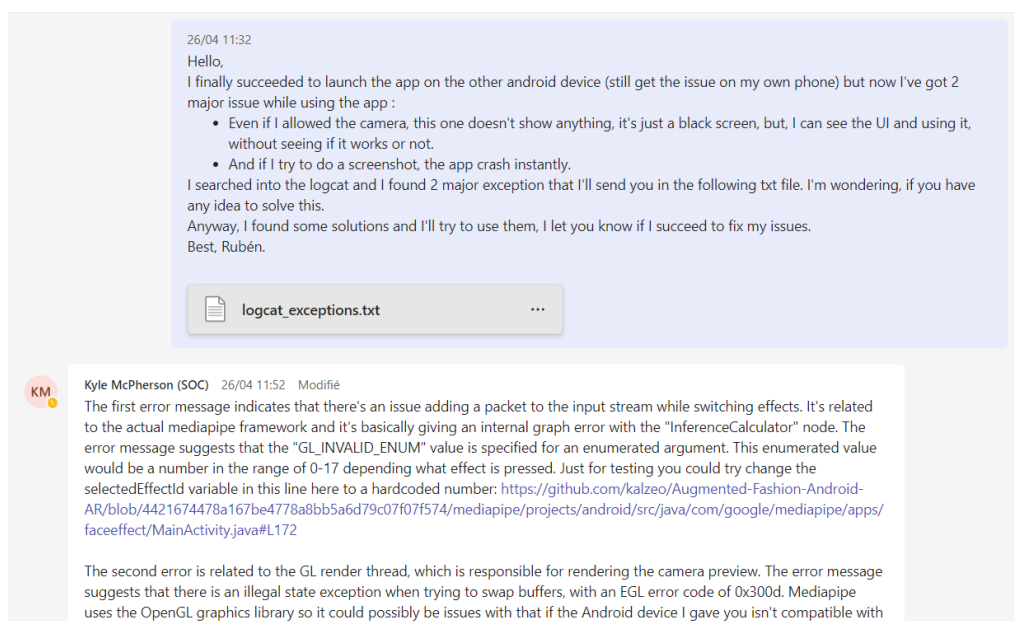 26/04 11:32
Hello,
I finally succeeded to launch the app on the other android device (still get the issue on my own phone) but now I've got 2
major issue while using the app :
• Even if I allowed the camera, this one doesn't show anything, it's just a black screen, but, I can see the UI and using it,
without seeing if it works or not.
• And if I try to do a screenshot, the app crash instantly.
I searched into the logcat and I found 2 major exception that I'll send you in the following txt file. I'm wondering, if you have
any idea to solve this.
Anyway, I found some solutions and I'll try to use them, I let you know if I succeed to fix my issues.
Best, Rubén.
logcat_exceptions.txt ...
KM
Kyle McPherson (SOC) 26/04 11:52 Modifié
The first error message indicates that there's an issue adding a packet to the input stream while switching effects. It's related
to the actual mediapipe framework and it's basically giving an internal graph error with the "InferenceCalculator" node. The
error message suggests that the "GL_INVALID_ENUM" value is specified for an enumerated argument. This enumerated value
would be a number in the range of 0-17 depending what effect is pressed. Just for testing you could try change the
selectedEffectId variable in this line here to a hardcoded number: https://github.com/kalzeo/Augmented-Fashion-Android-
AR/blob/4421674478a167be4778a8bb5a6d79c07f07f574/mediapipe/projects/android/src/java/com/google/mediapipe/apps/
faceeffect/MainActivity.java#L172
The second error is related to the GL render thread, which is responsible for rendering the camera preview. The error message
suggests that there is an illegal state exception when trying to swap buffers, with an EGL error code of 0x300d. Mediapipe
uses the OpenGL graphics library so it could possibly be issues with that if the Android device I gave you isn't compatible with